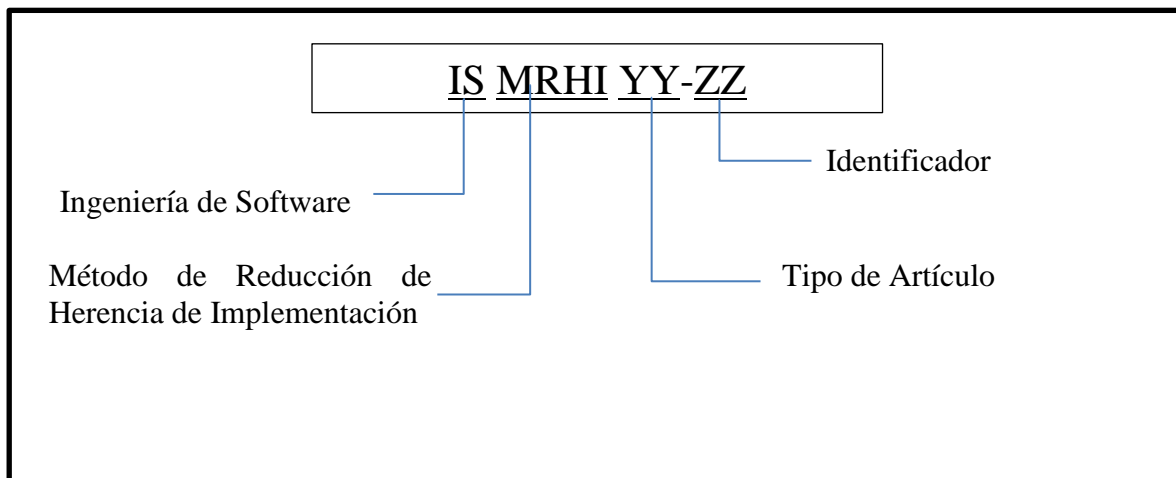 IS MRHI YY-ZZ
Identificador
Ingeniería de Software
Método de Reducción de
Herencia de Implementación
Tipo de Artículo